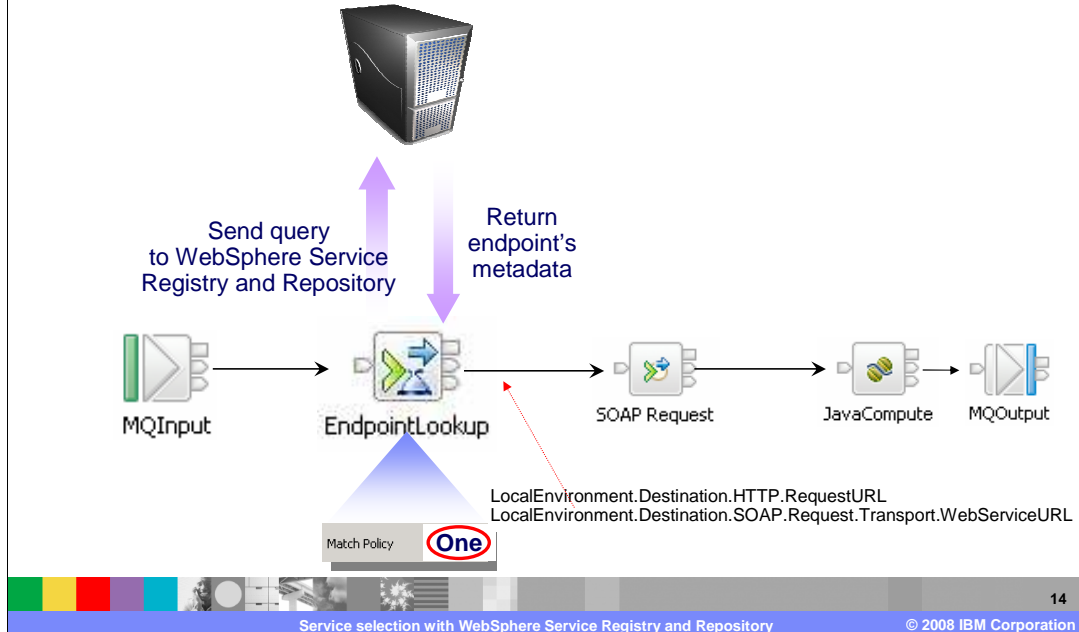 Send query
to WebSphere Service
Registry and Repository
Return
endpoint's
metadata
MQInput
EndpointLookup
SOAP Request
JavaCompute
MQOutput
LocalEnvironment.Destination.HTTP.RequestURL
LocalEnvironment.Destination.SOAP.Request.Transport.WebServiceURL
Match Policy
One
14
Service selection with WebSphere Service Registry and Repository
© 2008 IBM Corporation